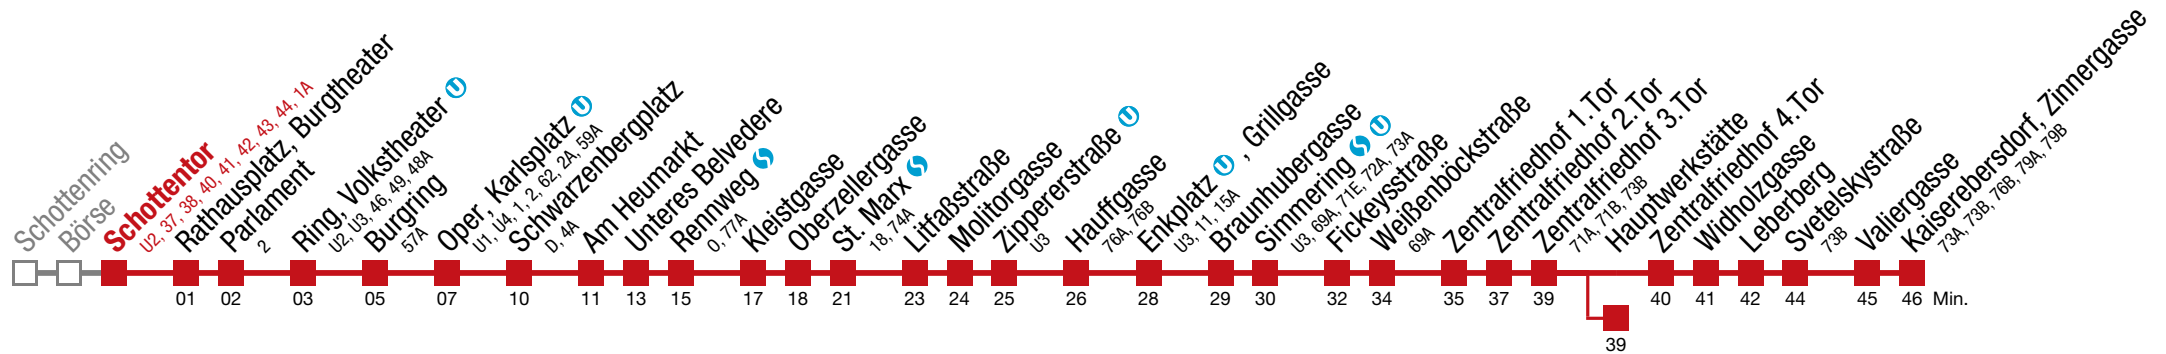 Schottenring
Börse
Schottentor
U2, 37, 38, 40, 41, 42, 43, 44, 1A
Rathausplatz, Burgtheater
Parlament
2
Ring, Volkstheater U
U2, U3, 46, 49, 48A
Burgring
57A
Oper, Karlsplatz U
U1, U4, 1, 2, 62, 2A, 59A
Schwarzenbergplatz
D, 4A
Am Heumarkt
Unteres Belvedere
Rennweg S
O, 77A
Kleistgasse
Oberzellergasse
St. Marx S
18, 74A
Litfaßstraße
Molitorgasse
Zippererstraße U
U3
Hauffgasse
76A, 76B
Enkplatz U, Grillgasse
U3, 11, 15A
Braunhubergasse
Simmering S U
U3, 69A, 71E, 72A, 73A
Fickeysstraße
Weißenböckstraße
69A
Zentralfriedhof 1.Tor
Zentralfriedhof 2.Tor
Zentralfriedhof 3.Tor
71A, 71B, 73B
Hauptwerkstätte
Zentralfriedhof 4.Tor
Widholzgasse
Leberberg
Svetelskystraße
73B
Valiergasse
Kaiserebersdorf, Zinnergasse
73A, 73B, 76B, 79A, 79B
01 02 03 05 07 10 11 13 15 17 18 21 23 24 25 26 28 29 30 32 34 35 37 39 40 41 42 44 45 46 Min.
39